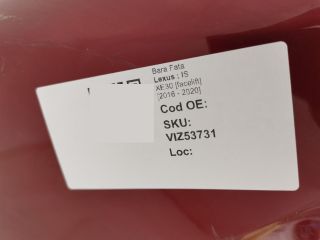 Bara Fata
Lexus : IS
XE30 [facelift]
[2016 - 2020]
Cod OE:
SKU:
VIZ53731
Loc: